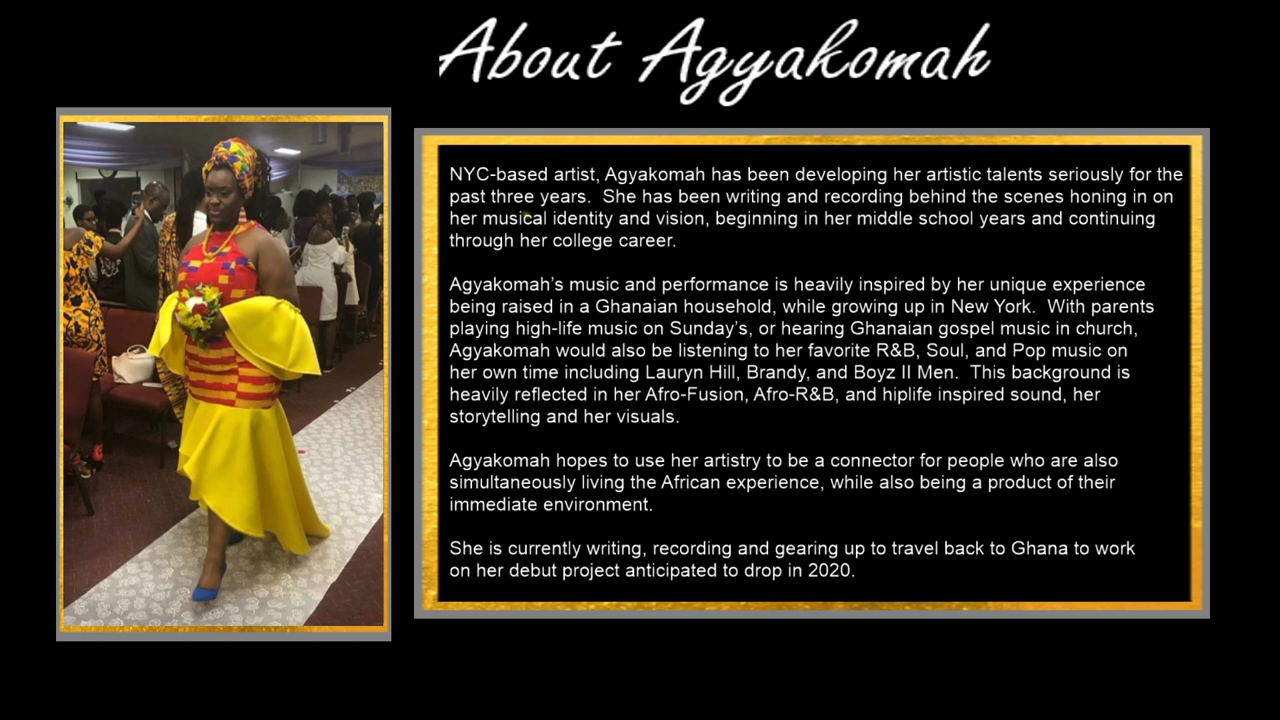 About Agyakomah
NYC-based artist, Agyakomah has been developing her artistic talents seriously for the
past three years.  She has been writing and recording behind the scenes honing in on
her musical identity and vision, beginning in her middle school years and continuing
through her college career.
Agyakomah's music and performance is heavily inspired by her unique experience
being raised in a Ghanaian household, while growing up in New York.  With parents
playing high-life music on Sunday's, or hearing Ghanaian gospel music in church,
Agyakomah would also be listening to her favorite R&B, Soul, and Pop music on
her own time including Lauryn Hill, Brandy, and Boyz II Men.  This background is
heavily reflected in her Afro-Fusion, Afro-R&B, and hiplife inspired sound, her
storytelling and her visuals.
Agyakomah hopes to use her artistry to be a connector for people who are also
simultaneously living the African experience, while also being a product of their
immediate environment.
She is currently writing, recording and gearing up to travel back to Ghana to work
on her debut project anticipated to drop in 2020.